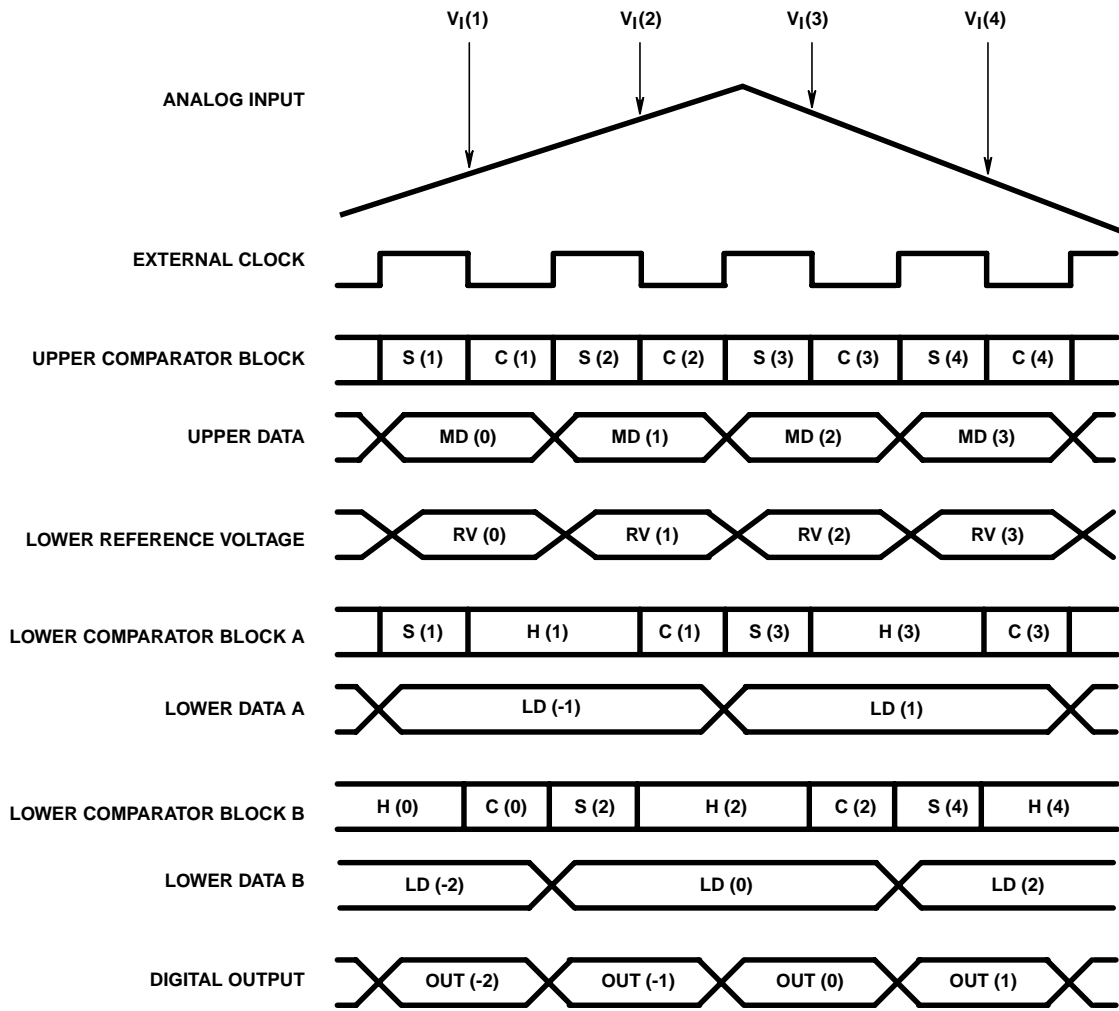 V_I(1) V_I(2) V_I(3) V_I(4)
ANALOG INPUT
EXTERNAL CLOCK
UPPER COMPARATOR BLOCK S (1) C (1) S (2) C (2) S (3) C (3) S (4) C (4)
UPPER DATA MD (0) MD (1) MD (2) MD (3)
LOWER REFERENCE VOLTAGE RV (0) RV (1) RV (2) RV (3)
LOWER COMPARATOR BLOCK A S (1) H (1) C (1) S (3) H (3) C (3)
LOWER DATA A LD (-1) LD (1)
LOWER COMPARATOR BLOCK B H (0) C (0) S (2) H (2) C (2) S (4) H (4)
LOWER DATA B LD (-2) LD (0) LD (2)
DIGITAL OUTPUT OUT (-2) OUT (-1) OUT (0) OUT (1)